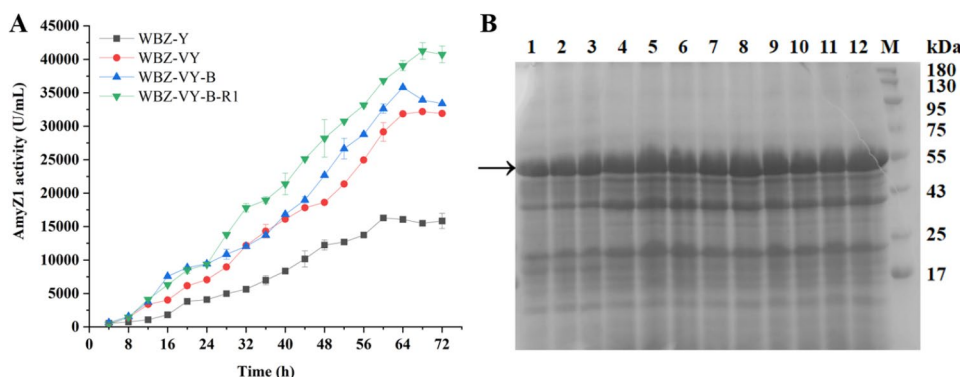 A
WBZ-Y
WBZ-VY
WBZ-VY-B
WBZ-VY-B-R1
AmyZ1 activity (U/mL)
45000
40000
35000
30000
25000
20000
15000
10000
5000
0
0 8 16 24 32 40 48 56 64 72
Time (h)
B
1 2 3 4 5 6 7 8 9 10 11 12 M kDa
180
130
95
75
55
43
25
17